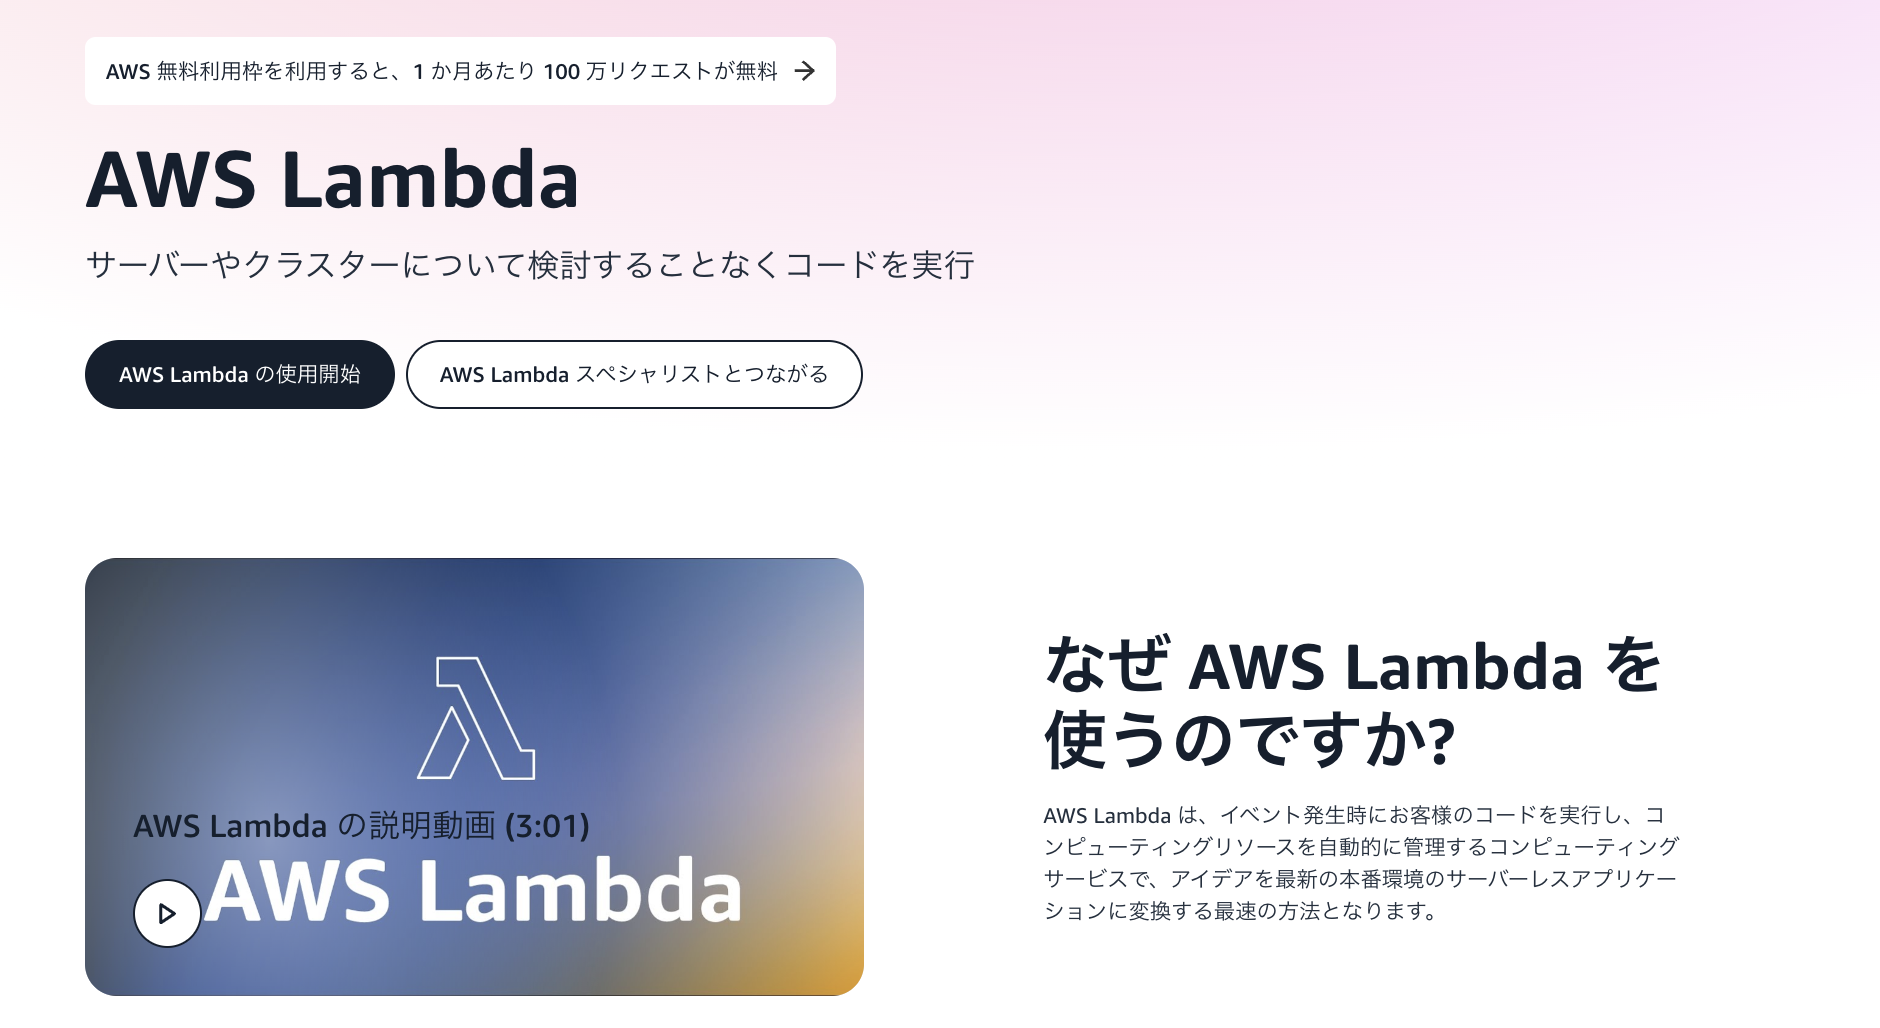 AWS 無料利用枠を利用すると、1 か月あたり 100 万リクエストが無料
AWS Lambda
サーバーやクラスターについて検討することなくコードを実行
AWS Lambda の使用開始
AWS Lambda スペシャリストとつながる
AWS Lambda の説明動画 (3:01)
AWS Lambda
なぜ AWS Lambda を
使うのですか?
AWS Lambda は、イベント発生時にお客様のコードを実行し、コ
ンピューティングリソースを自動的に管理するコンピューティング
サービスで、アイデアを最新の本番環境のサーバーレスアプリケー
ションに変換する最速の方法となります。